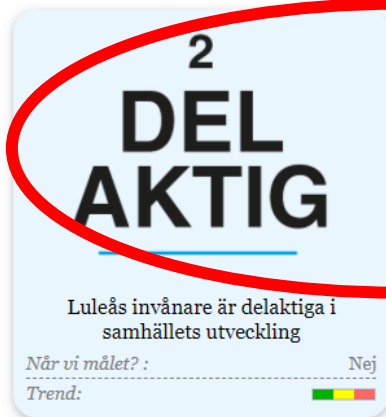 2
DEL
AKTIG
Luleås invånare är delaktiga i
samhällets utveckling
Når vi målet? : Nej
Trend: